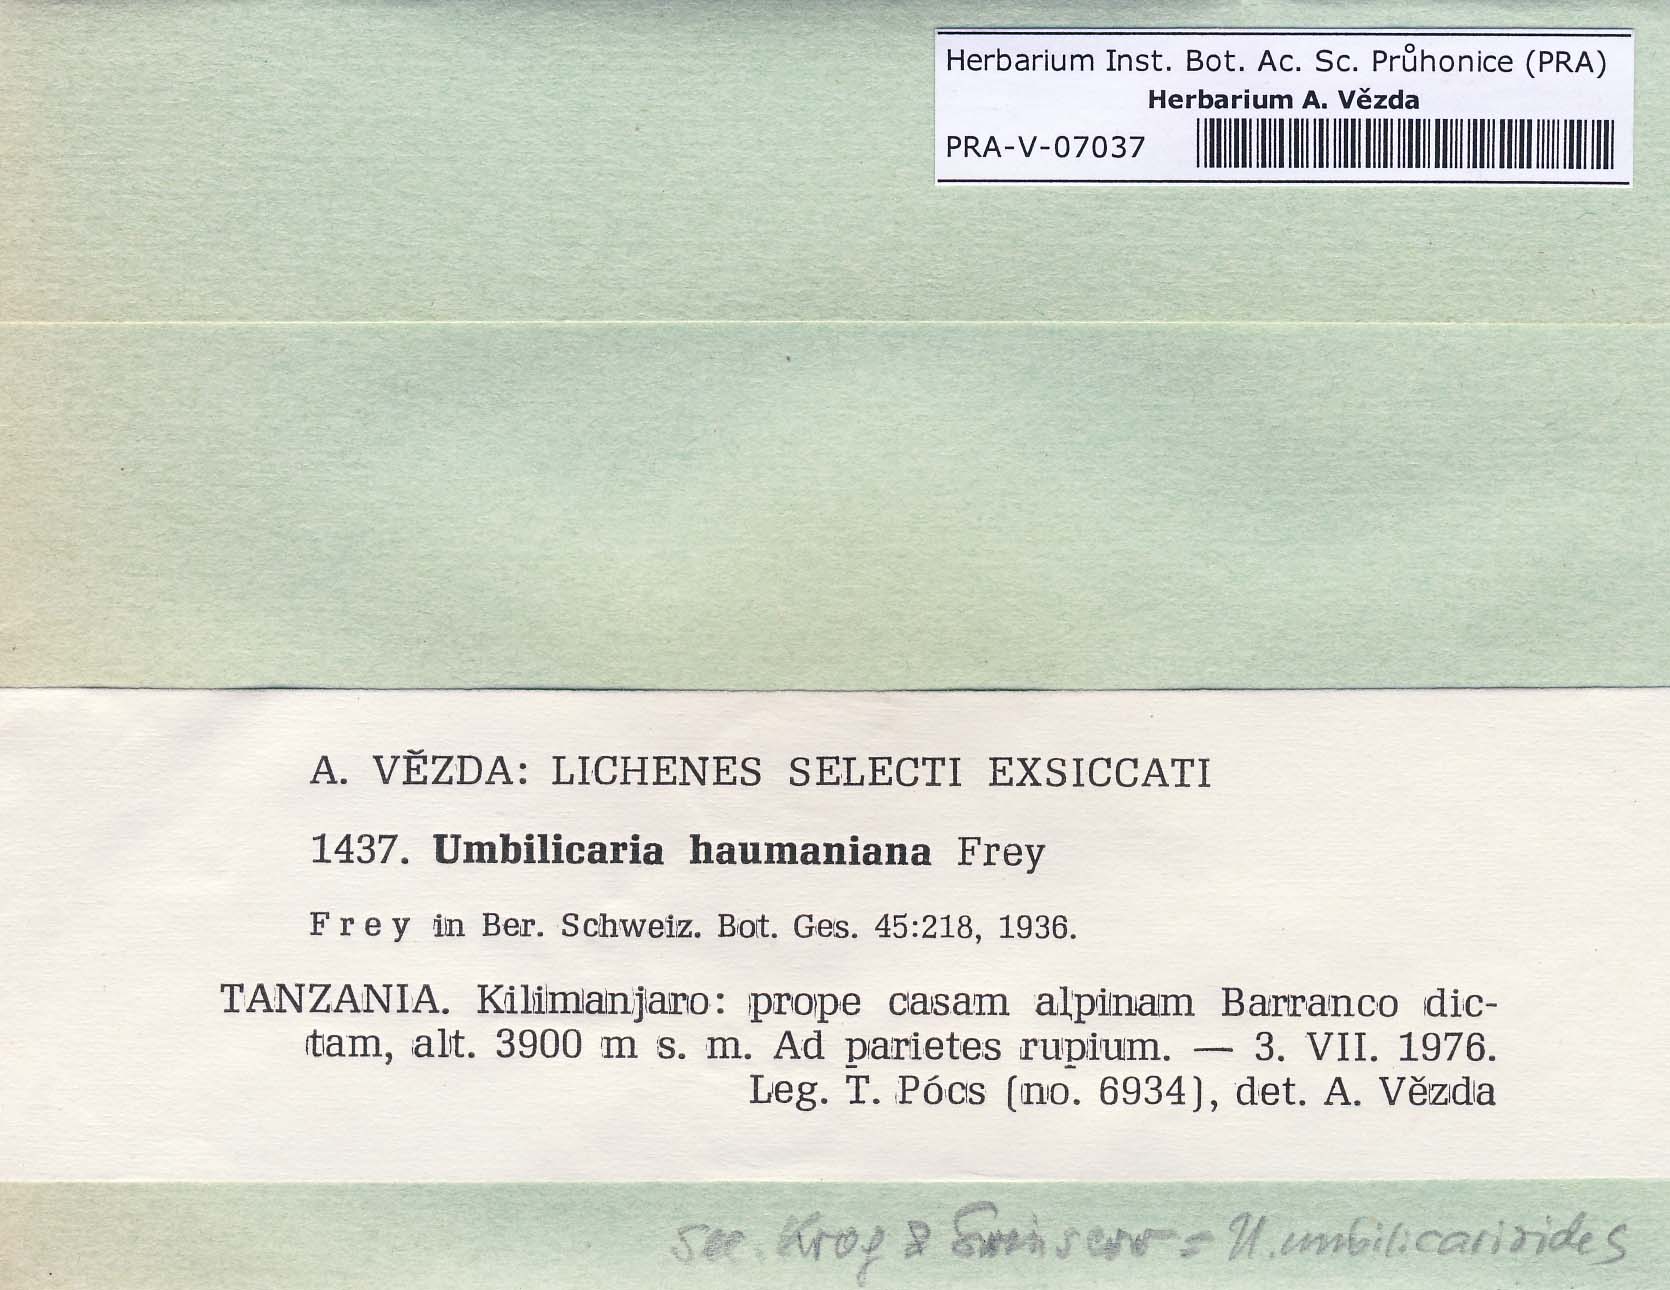 Herbarium Inst. Bot. Ac. Sc. Průhonice (PRA)
Herbarium A. Vězda
PRA-V-07037
A. VĚZDA: LICHENES SELECTI EXSICCATI
1437. Umbilicaria haumaniana Frey
Frey in Ber. Schweiz. Bot. Ges. 45:218, 1936.
TANZANIA. Kilimanjaro: prope casam alpinam Barranco dic-
tam, alt. 3900 m s. m. Ad parietes rupium. — 3. VII. 1976.
Leg. T. Pócs (no. 6934), det. A. Vězda
sec. Krog & = U. umbilicarioides